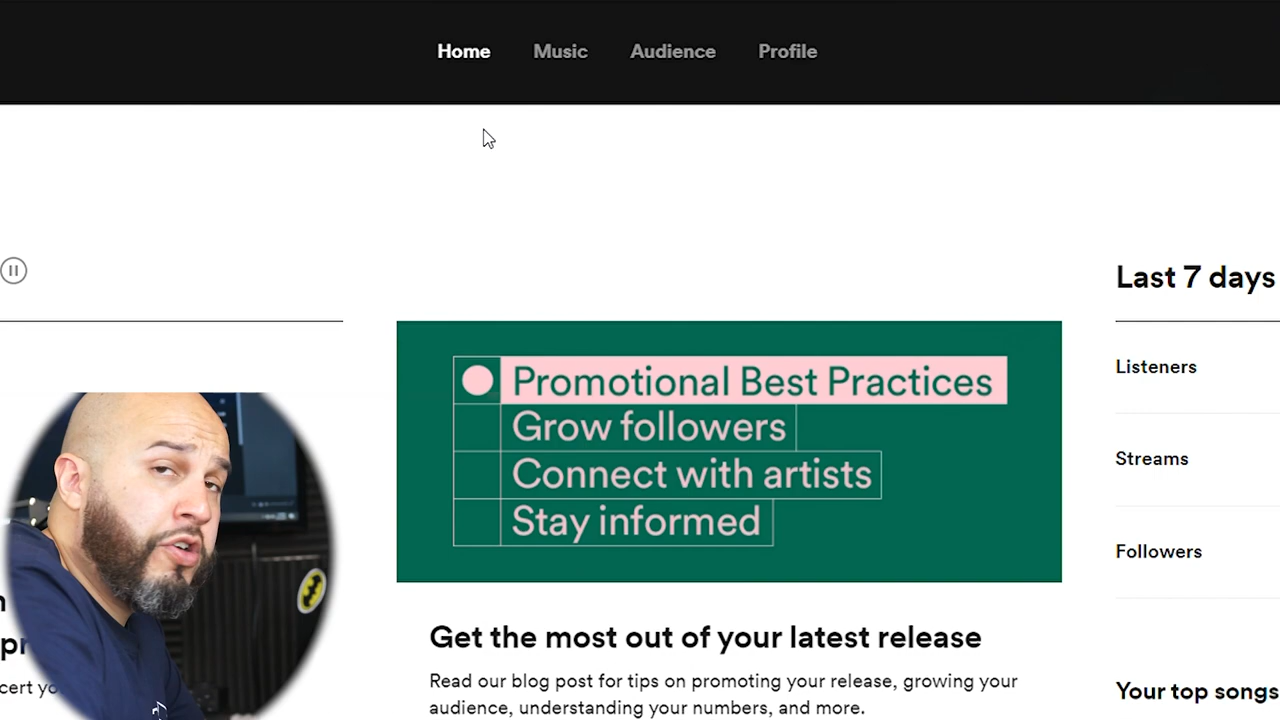 Home Music Audience Profile
Last 7 days
Promotional Best Practices
Grow followers
Connect with artists
Stay informed
Listeners
Streams
Followers
Get the most out of your latest release
Read our blog post for tips on promoting your release, growing your
audience, understanding your numbers, and more.
Your top songs